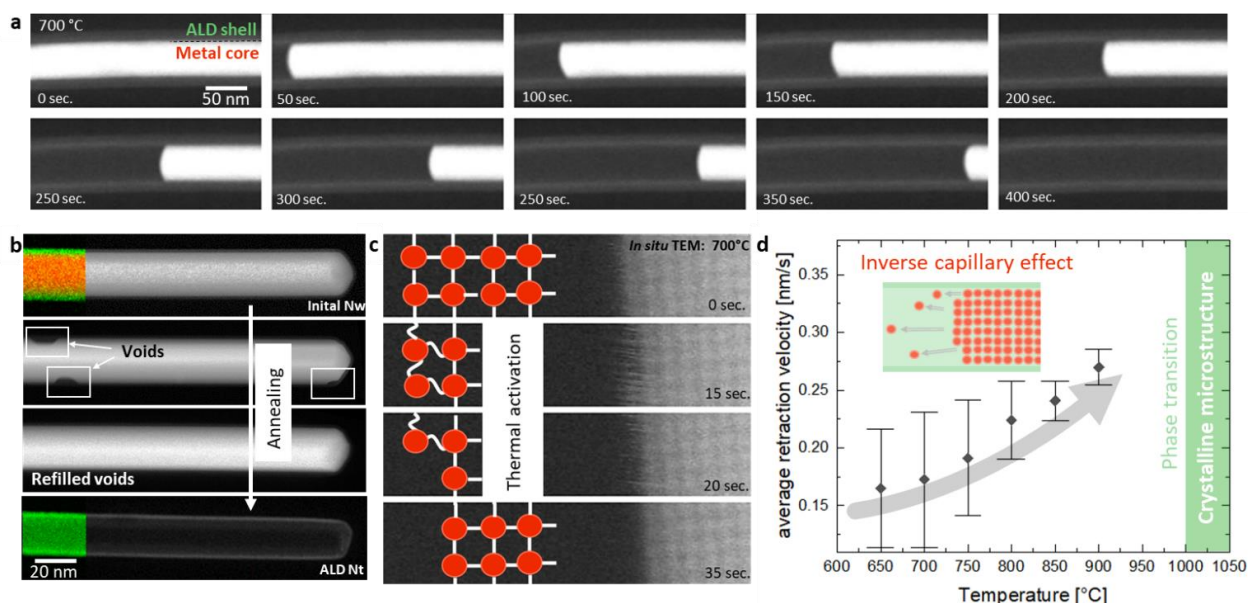 a
700 °C
ALD shell
Metal core
50 nm
0 sec.
50 sec.
100 sec.
150 sec.
200 sec.
250 sec.
300 sec.
250 sec.
350 sec.
400 sec.
b
Inital Nw
Voids
Annealing
Refilled voids
20 nm
ALD Nt
c
In situ TEM: 700°C
0 sec.
Thermal activation
15 sec.
20 sec.
35 sec.
d
Inverse capillary effect
average retraction velocity [nm/s]
0.35
0.30
0.25
0.20
0.15
Phase transition
Crystalline microstructure
600 650 700 750 800 850 900 950 1000 1050
Temperature [°C]